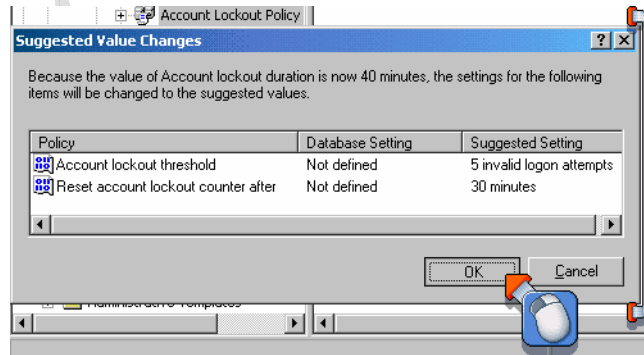 Account Lockout Policy
Suggested Value Changes
Because the value of Account lockout duration is now 40 minutes, the settings for the following
items will be changed to the suggested values.
Policy Database Setting Suggested Setting
Account lockout threshold Not defined 5 invalid logon attempts
Reset account lockout counter after Not defined 30 minutes
OK Cancel